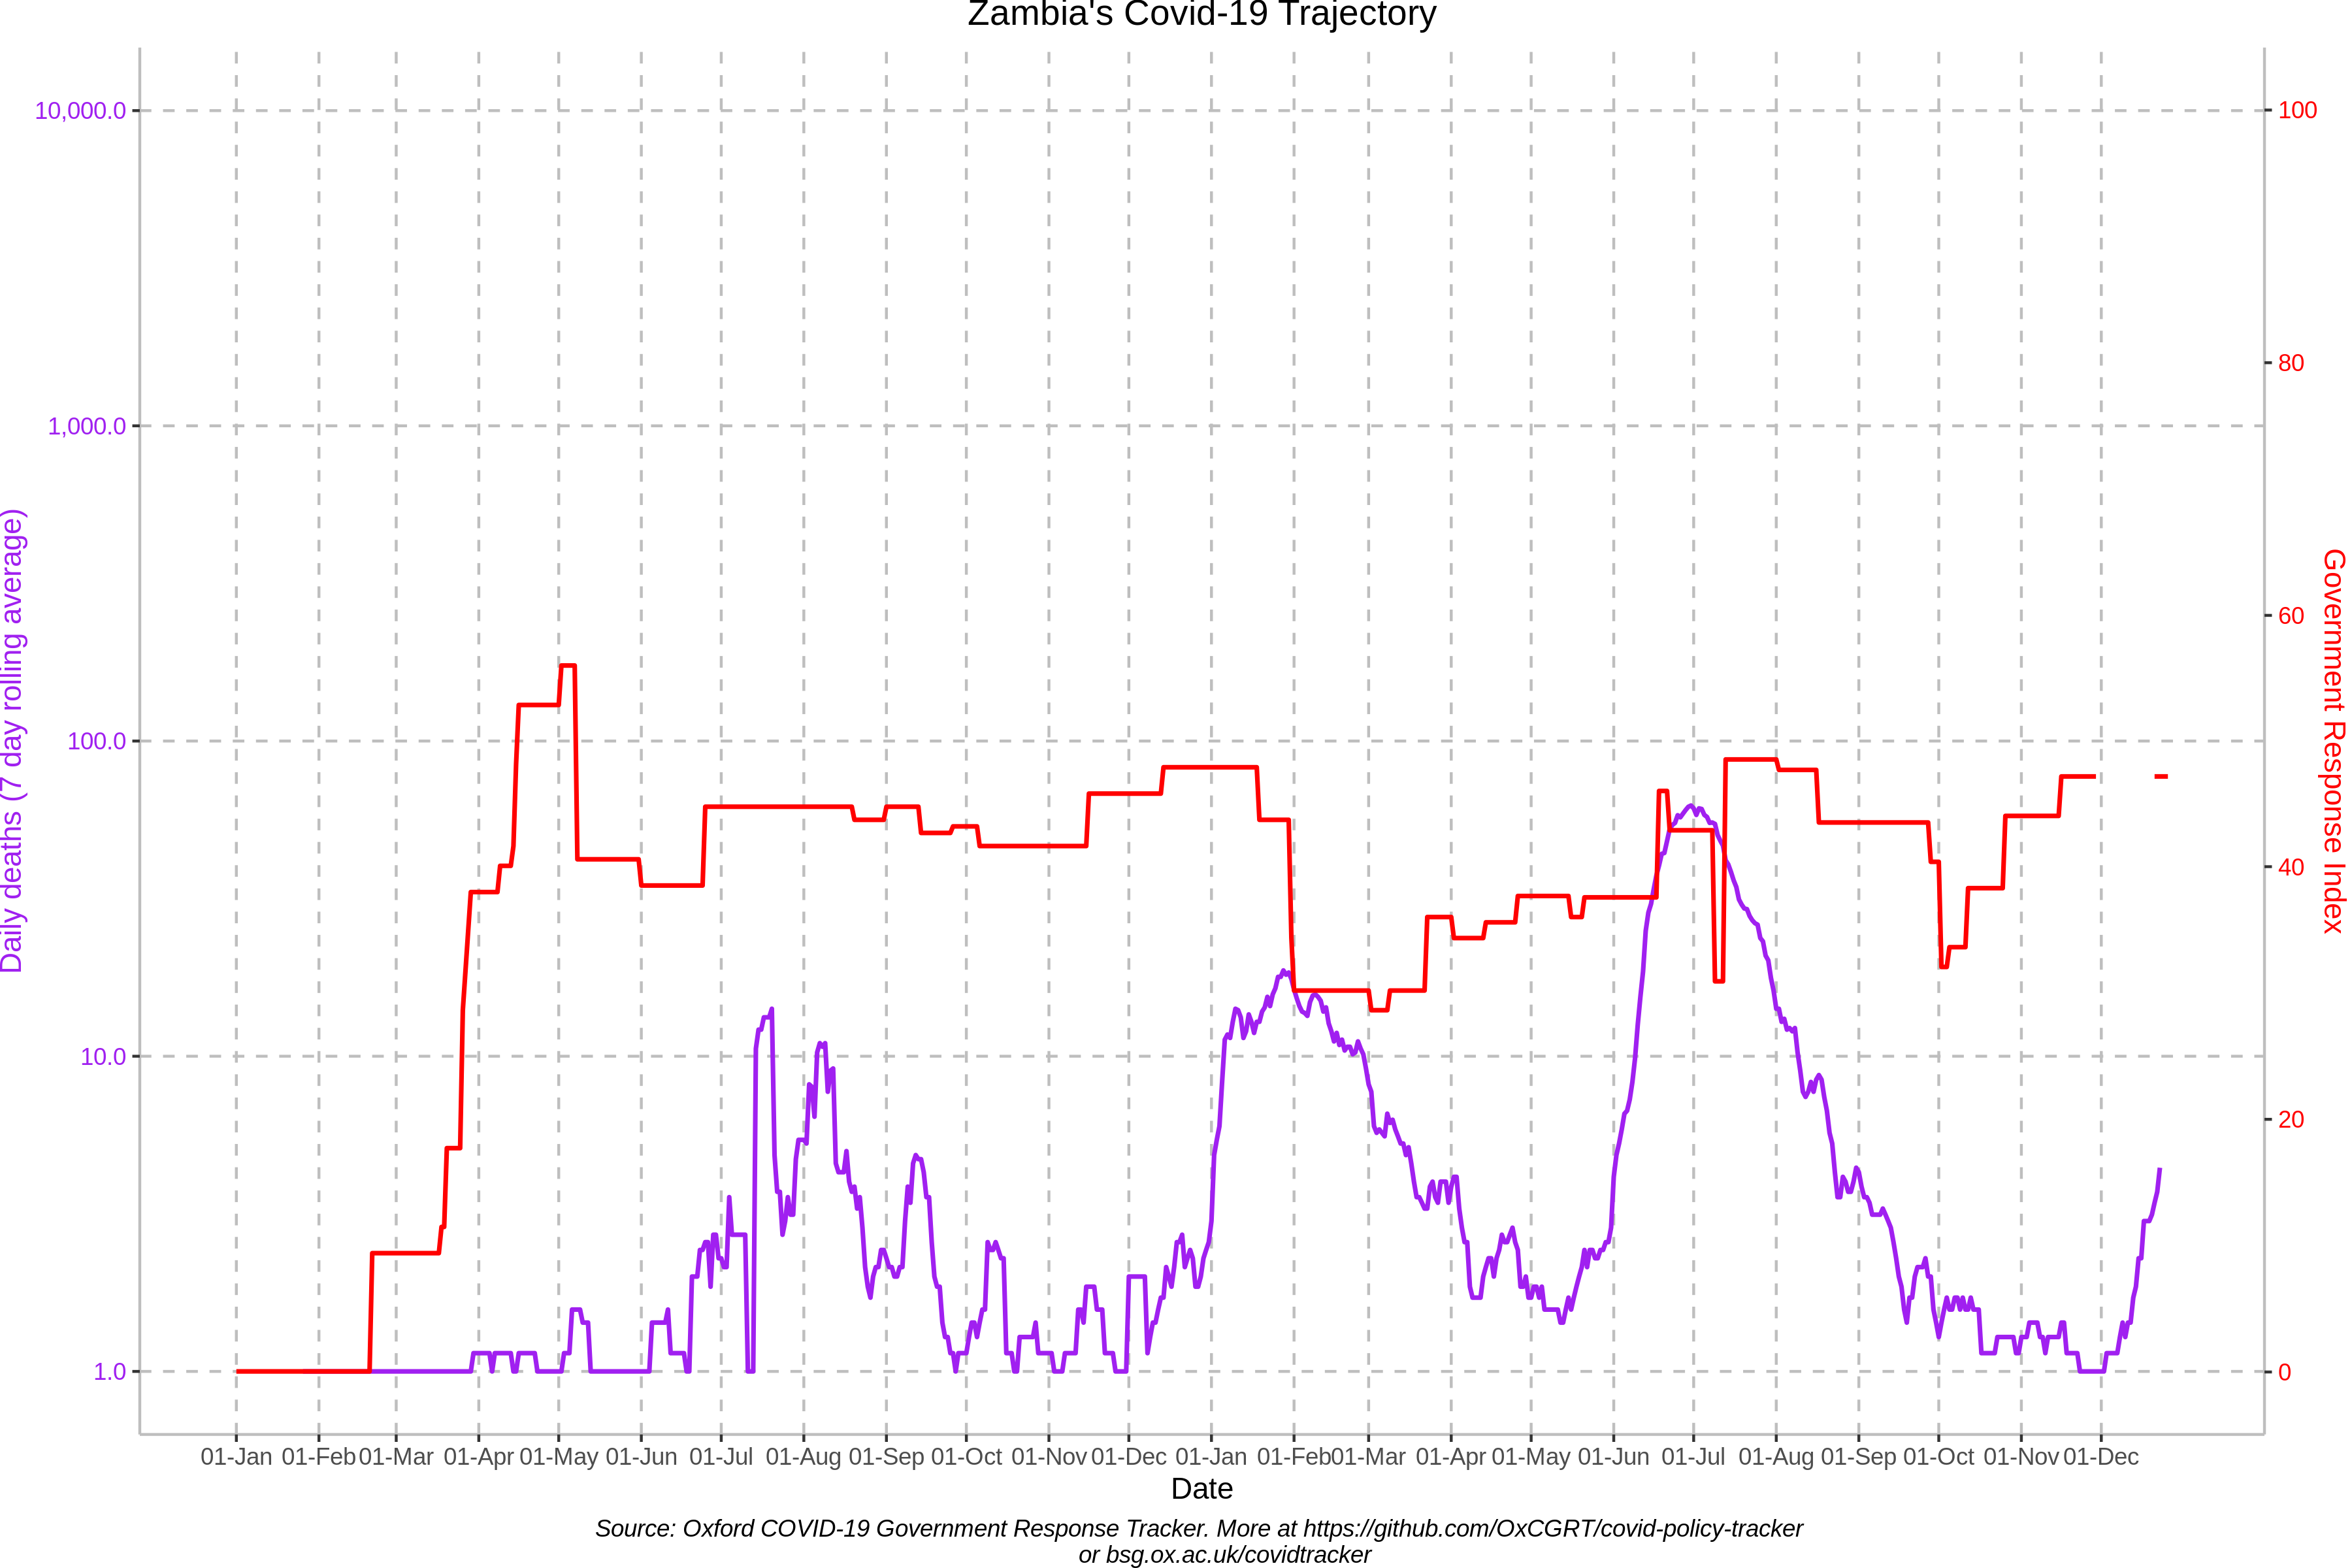 Zambia's Covid-19 Trajectory
10,000.0
1,000.0
100.0
10.0
1.0
Daily deaths (7 day rolling average)
100
80
60
40
20
0
Government Response Index
01-Jan 01-Feb 01-Mar 01-Apr 01-May 01-Jun 01-Jul 01-Aug 01-Sep 01-Oct 01-Nov 01-Dec 01-Jan 01-Feb 01-Mar 01-Apr 01-May 01-Jun 01-Jul 01-Aug 01-Sep 01-Oct 01-Nov 01-Dec
Date
Source: Oxford COVID-19 Government Response Tracker. More at https://github.com/OxCGRT/covid-policy-tracker
or bsg.ox.ac.uk/covidtracker